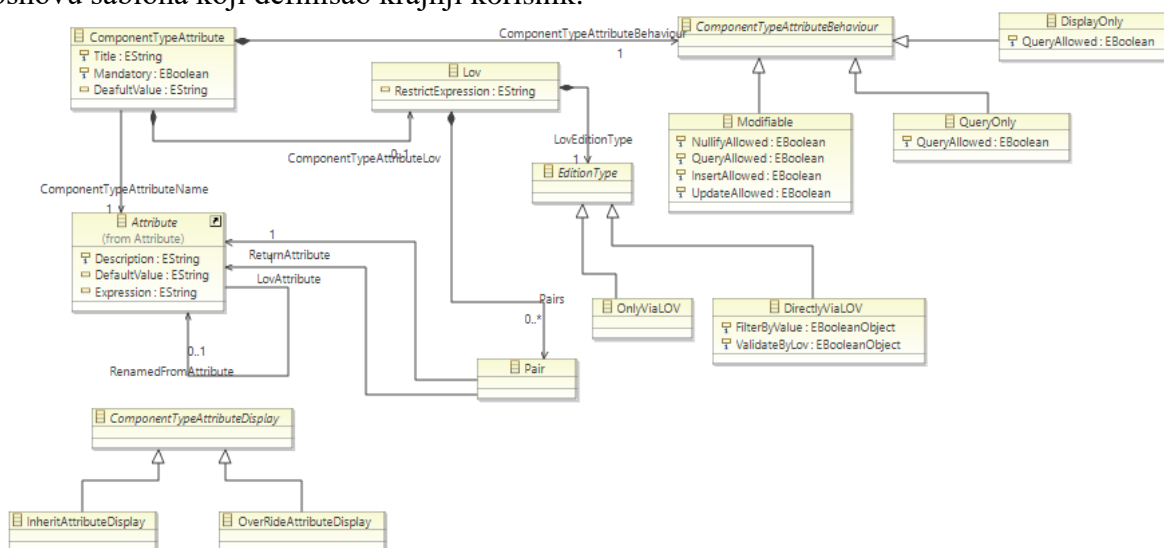 šablona koji definisao krajnji korisnik.
ComponentTypeAttribute
Title : EString
Mandatory : EBoolean
DeafultValue : EString
ComponentTypeAttributeBehaviour
1
ComponentTypeAttributeBehaviour
DisplayOnly
QueryAllowed : EBoolean
Lov
RestrictExpression : EString
Modifiable
NullifyAllowed : EBoolean
QueryAllowed : EBoolean
InsertAllowed : EBoolean
UpdateAllowed : EBoolean
QueryOnly
QueryAllowed : EBoolean
LovEditionType
1
0..1
ComponentTypeAttributeLov
EditionType
ComponentTypeAttributeName
1
Attribute
(from Attribute)
Description : EString
DefaultValue : EString
Expression : EString
1
ReturnAttribute
1
LovAttribute
Pairs
0..*
OnlyViaLOV
DirectlyViaLOV
FilterByValue : EBooleanObject
ValidateByLov : EBooleanObject
0..1
RenamedFromAttribute
Pair
ComponentTypeAttributeDisplay
InheritAttributeDisplay
OverRideAttributeDisplay